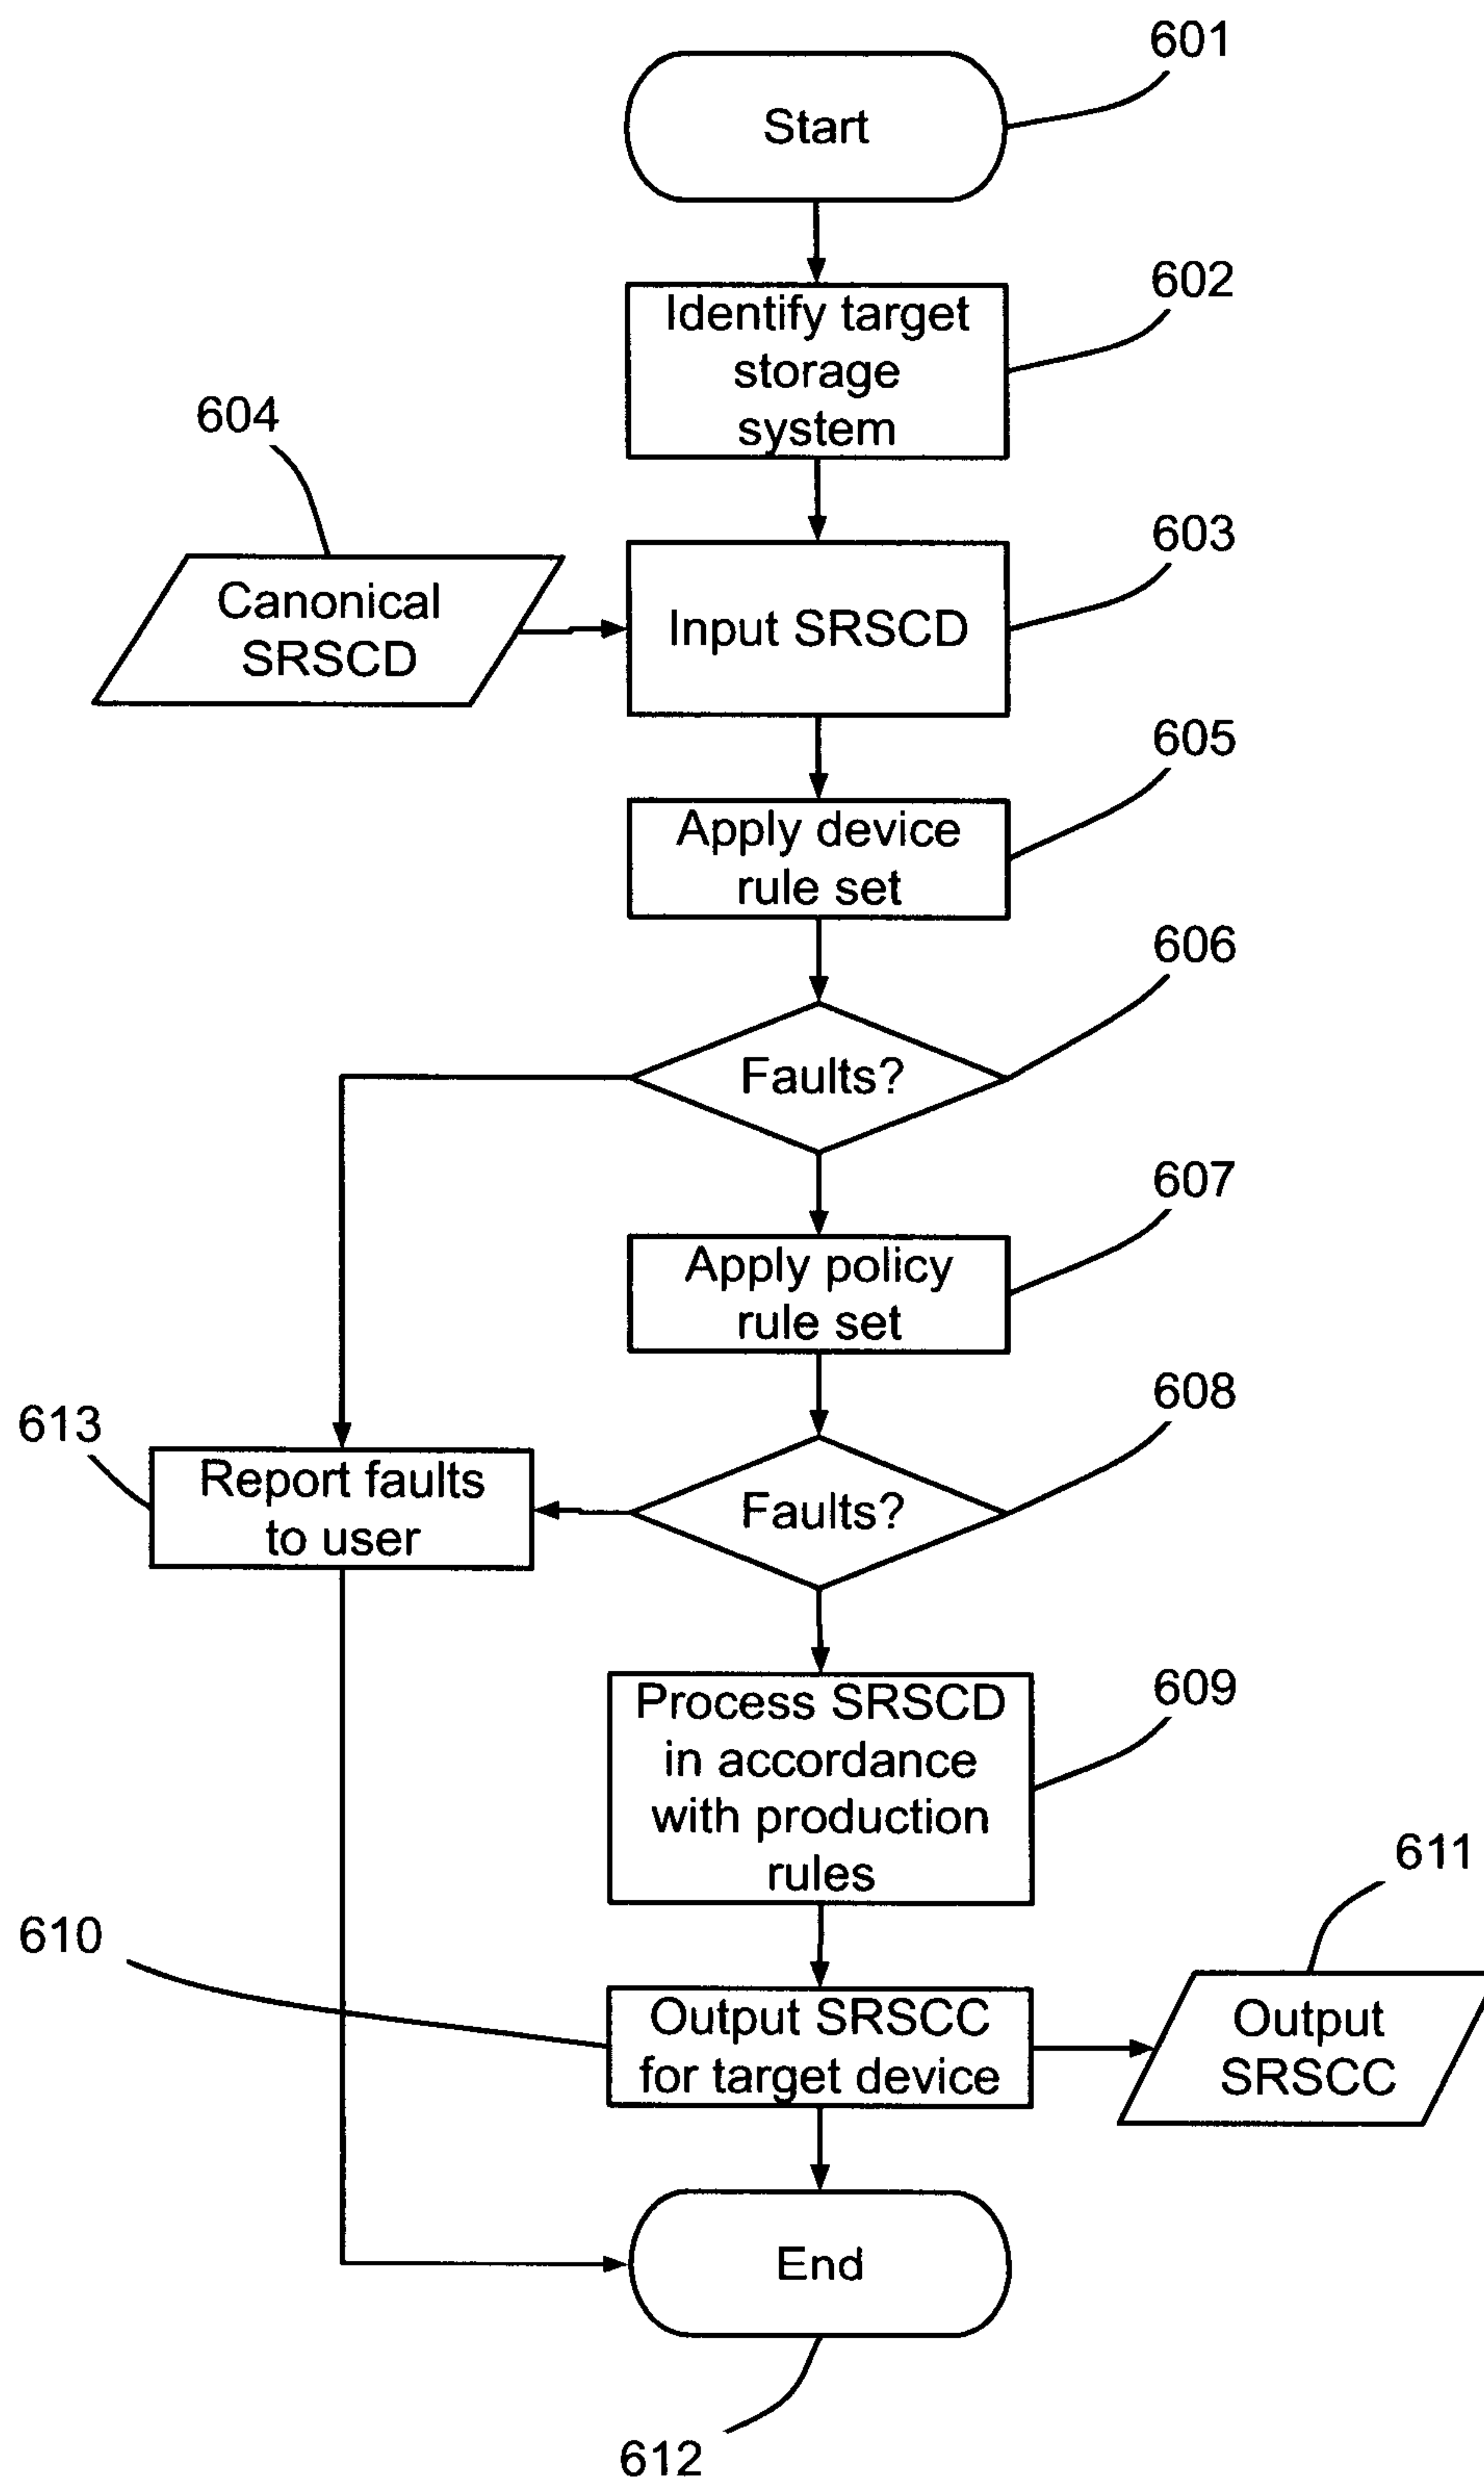 601
Start
602
Identify target
storage
system
604
603
Canonical
SRSCD
Input SRSCD
605
Apply device
rule set
606
Faults?
607
Apply policy
rule set
608
613
Report faults
to user
Faults?
609
Process SRSCD
in accordance
with production
rules
611
610
Output SRSCC
for target device
Output
SRSCC
End
612